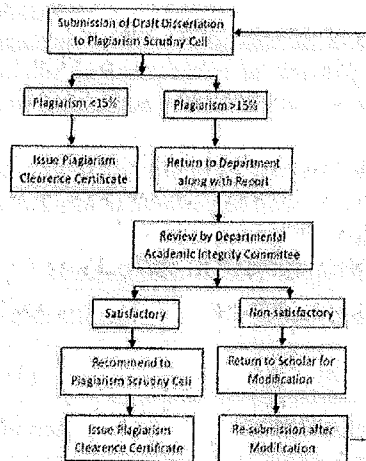 Submission of Draft Dissertation
to Plagiarism Scrutiny Cell
Plagiarism <15%
Plagiarism >15%
Issue Plagiarism
Clearence Certificate
Return to Department
along with Report
Review by Departmental
Academic Integrity Committee
Satisfactory
Non-satisfactory
Recommend to
Plagiarism Scrutiny Cell
Return to Scholar for
Modification
Issue Plagiarism
Clearence Certificate
Re-submission after
Modification